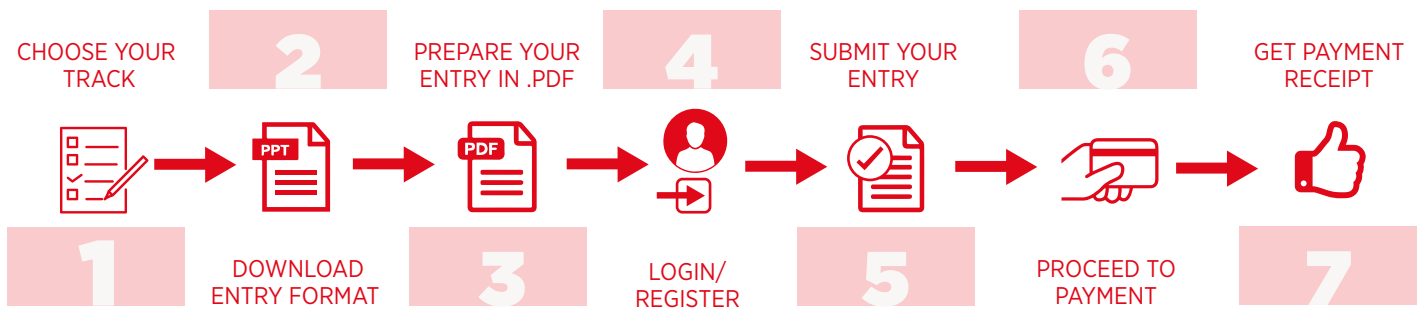 1
CHOOSE YOUR
TRACK
2
PPT
DOWNLOAD
ENTRY FORMAT
3
PREPARE YOUR
ENTRY IN .PDF
PDF
4
LOGIN/
REGISTER
5
SUBMIT YOUR
ENTRY
6
PROCEED TO
PAYMENT
7
GET PAYMENT
RECEIPT